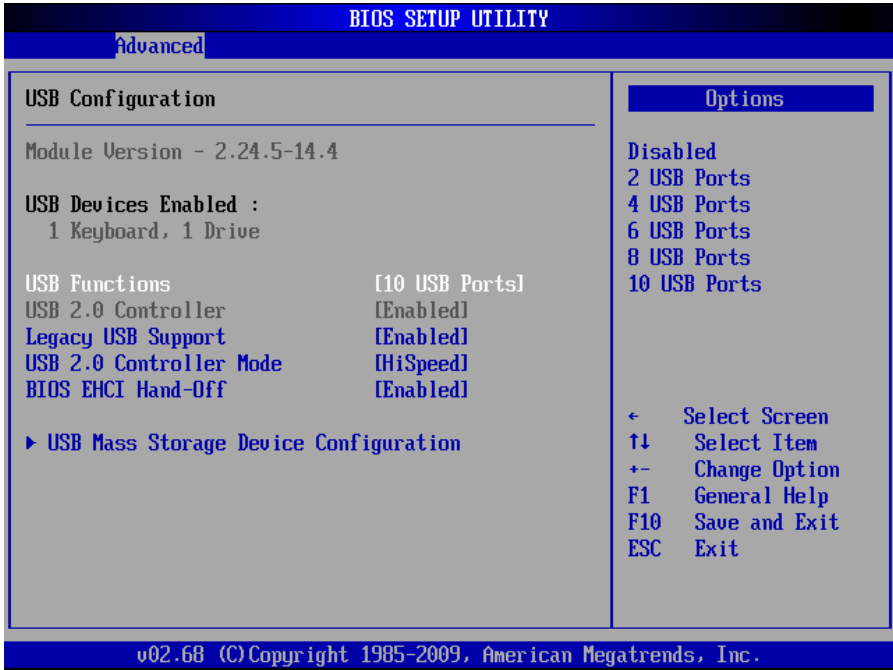 BIOS SETUP UTILITY
Advanced
USB Configuration
Module Version - 2.24.5-14.4
USB Devices Enabled :
1 Keyboard, 1 Drive
USB Functions [10 USB Ports]
USB 2.0 Controller [Enabled]
Legacy USB Support [Enabled]
USB 2.0 Controller Mode [HiSpeed]
BIOS EHCI Hand-Off [Enabled]
▶ USB Mass Storage Device Configuration
Options
Disabled
2 USB Ports
4 USB Ports
6 USB Ports
8 USB Ports
10 USB Ports
← Select Screen
↑↓ Select Item
+- Change Option
F1 General Help
F10 Save and Exit
ESC Exit
v02.68 (C)Copyright 1985-2009, American Megatrends, Inc.